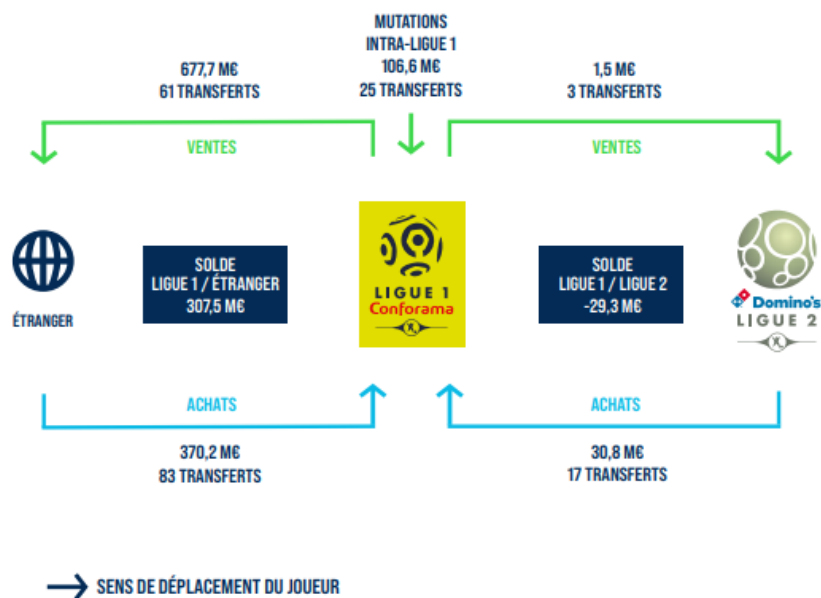 MUTATIONS
INTRA-LIGUE 1
106,6 M€
25 TRANSFERTS
677,7 M€
61 TRANSFERTS
1,5 M€
3 TRANSFERTS
VENTES
VENTES
ÉTRANGER
SOLDE
LIGUE 1 / ÉTRANGER
307,5 M€
LIGUE 1
Conforama
SOLDE
LIGUE 1 / LIGUE 2
-29,3 M€
Domino's
LIGUE 2
ACHATS
ACHATS
370,2 M€
83 TRANSFERTS
30,8 M€
17 TRANSFERTS
SENS DE DÉPLACEMENT DU JOUEUR